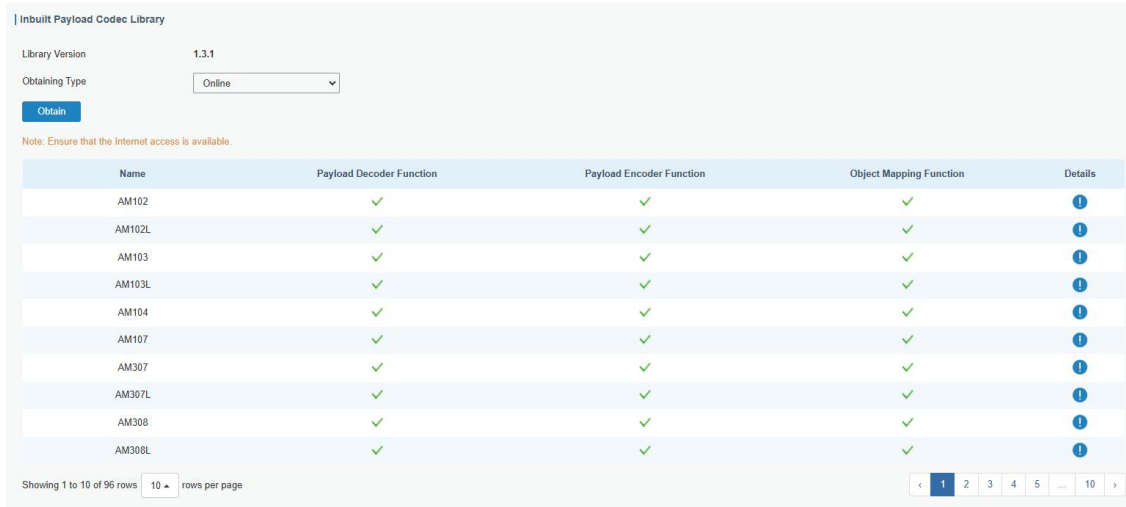 Inbuilt Payload Codec Library
Library Version 1.3.1
Obtaining Type Online
Obtain
Note: Ensure that the Internet access is available.
Name Payload Decoder Function Payload Encoder Function Object Mapping Function Details
AM102
AM102L
AM103
AM103L
AM104
AM107
AM307
AM307L
AM308
AM308L
Showing 1 to 10 of 96 rows 10 rows per page ‹ 1 2 3 4 5 ... 10 ›